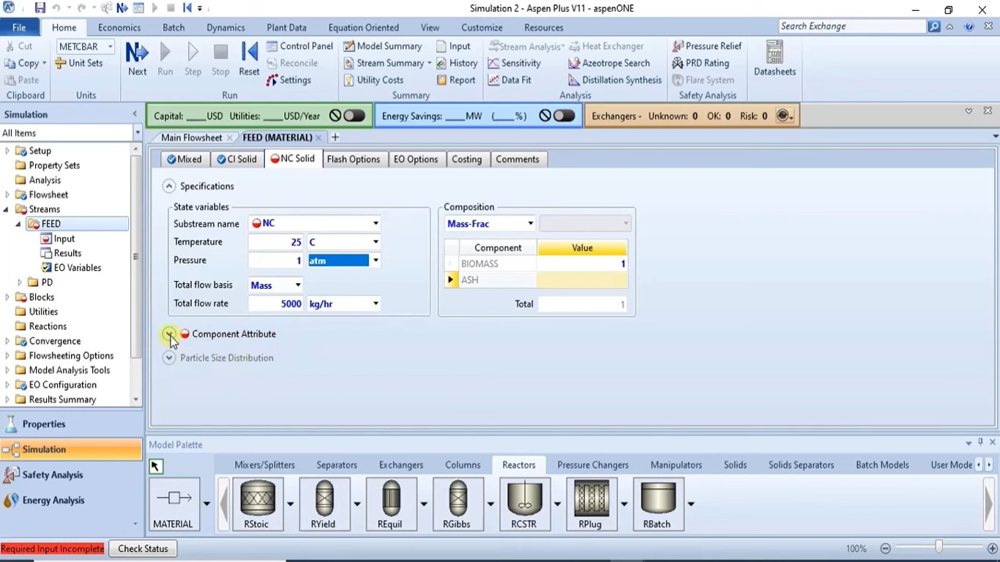 Simulation 2 - Aspen Plus V11 - aspenONE
File Home Economics Batch Dynamics Plant Data Equation Oriented View Customize Resources Search Exchange
Cut METCBAR Control Panel Model Summary Input Stream Analysis Heat Exchanger Pressure Relief
Copy Unit Sets Next Run Step Stop Reset Reconcile Stream Summary History Sensitivity Azeotrope Search PRD Rating Datasheets
Paste Settings Utility Costs Report Data Fit Distillation Synthesis Flare System
Clipboard Units Run Summary Analysis Safety Analysis
Simulation Capital: ____USD Utilities: ____USD/Year Energy Savings: ____MW (____%) Exchangers - Unknown: 0 OK: 0 Risk: 0
All Items Main Flowsheet FEED (MATERIAL) +
Setup Mixed CI Solid NC Solid Flash Options EO Options Costing Comments
Property Sets
Analysis Specifications
Flowsheet
Streams State variables Composition
FEED Substream name NC Mass-Frac
Input Temperature 25 C Component Value
Results Pressure 1 atm BIOMASS 1
EO Variables ASH
PD Total flow basis Mass
Blocks Total flow rate 5000 kg/hr Total 1
Utilities
Reactions Component Attribute
Convergence
Flowsheeting Options Particle Size Distribution
Model Analysis Tools
EO Configuration
Results Summary
Properties
Simulation Model Palette
Safety Analysis Mixers/Splitters Separators Exchangers Columns Reactors Pressure Changers Manipulators Solids Solids Separators Batch Models User Mode
Energy Analysis
MATERIAL RStoic RYield REquil RGibbs RCSTR RPlug RBatch
Required Input Incomplete Check Status 100%